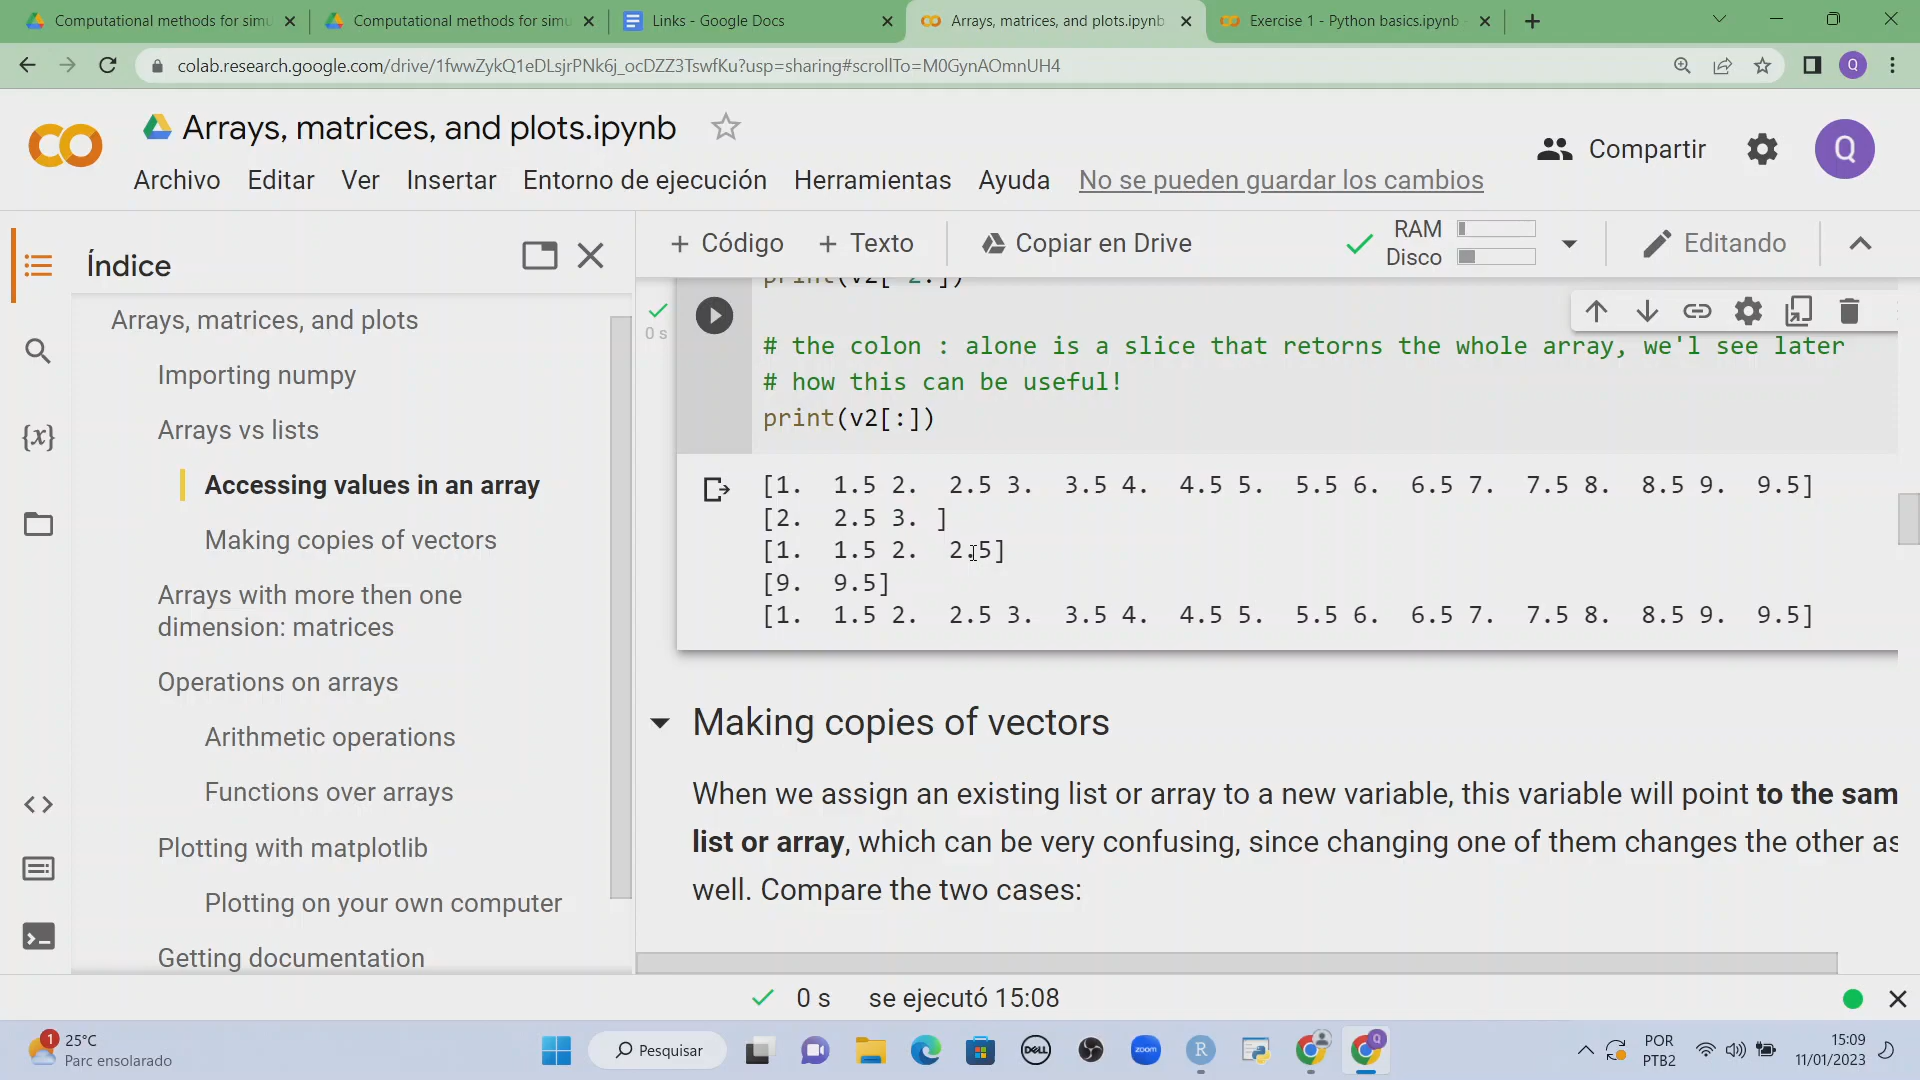 Computational methods for simu
Computational methods for simu
Links - Google Docs
Arrays, matrices, and plots.ipynb
Exercise 1 - Python basics.ipynb
colab.research.google.com/drive/1fwwZykQ1eDLsjrPNk6j_ocDZZ3TswfKu?usp=sharing#scrollTo=M0GynAOmnUH4
Q
Arrays, matrices, and plots.ipynb
Archivo Editar Ver Insertar Entorno de ejecución Herramientas Ayuda No se pueden guardar los cambios
Compartir
Q
Índice
+ Código + Texto Copiar en Drive
RAM
Disco
Editando
Arrays, matrices, and plots
Importing numpy
Arrays vs lists
Accessing values in an array
Making copies of vectors
Arrays with more then one
dimension: matrices
Operations on arrays
Arithmetic operations
Functions over arrays
Plotting with matplotlib
Plotting on your own computer
Getting documentation
{x}
0 s
print(v2[-2:])
# the colon : alone is a slice that retorns the whole array, we'l see later
# how this can be useful!
print(v2[:])
[1. 1.5 2. 2.5 3. 3.5 4. 4.5 5. 5.5 6. 6.5 7. 7.5 8. 8.5 9. 9.5]
[2. 2.5 3. ]
[1. 1.5 2. 2.5]
[9. 9.5]
[1. 1.5 2. 2.5 3. 3.5 4. 4.5 5. 5.5 6. 6.5 7. 7.5 8. 8.5 9. 9.5]
Making copies of vectors
When we assign an existing list or array to a new variable, this variable will point to the sam
list or array, which can be very confusing, since changing one of them changes the other as
well. Compare the two cases:
0 s se ejecutó 15:08
1
25°C
Parc ensolarado
Pesquisar
DELL
zoom
R
Q
POR
PTB2
15:09
11/01/2023